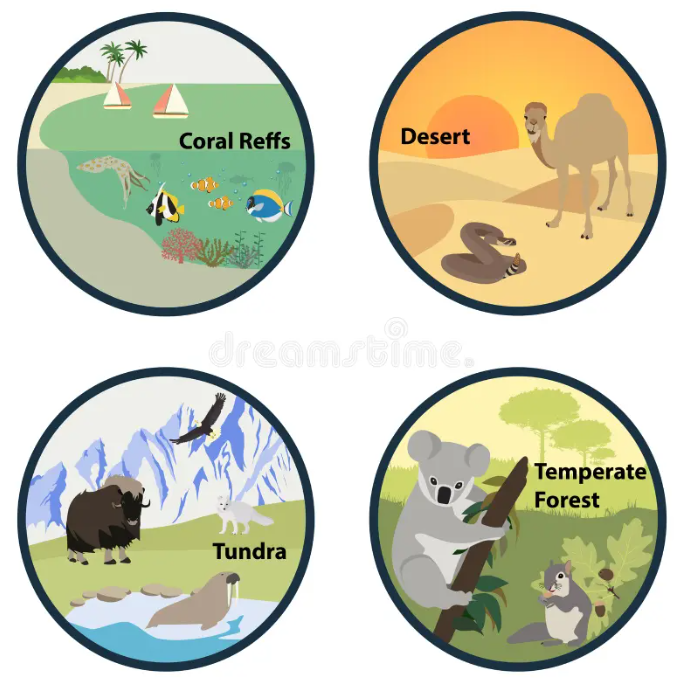 Coral Reffs
Desert
dreamstime.
Tundra
Temperate
Forest